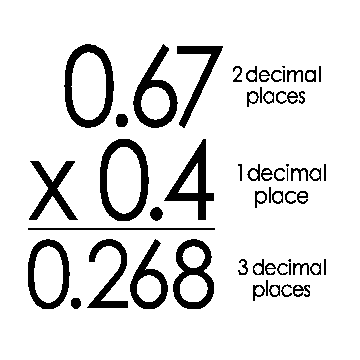 0.67 2 decimal places
x 0.4 1 decimal place
0.268 3 decimal places